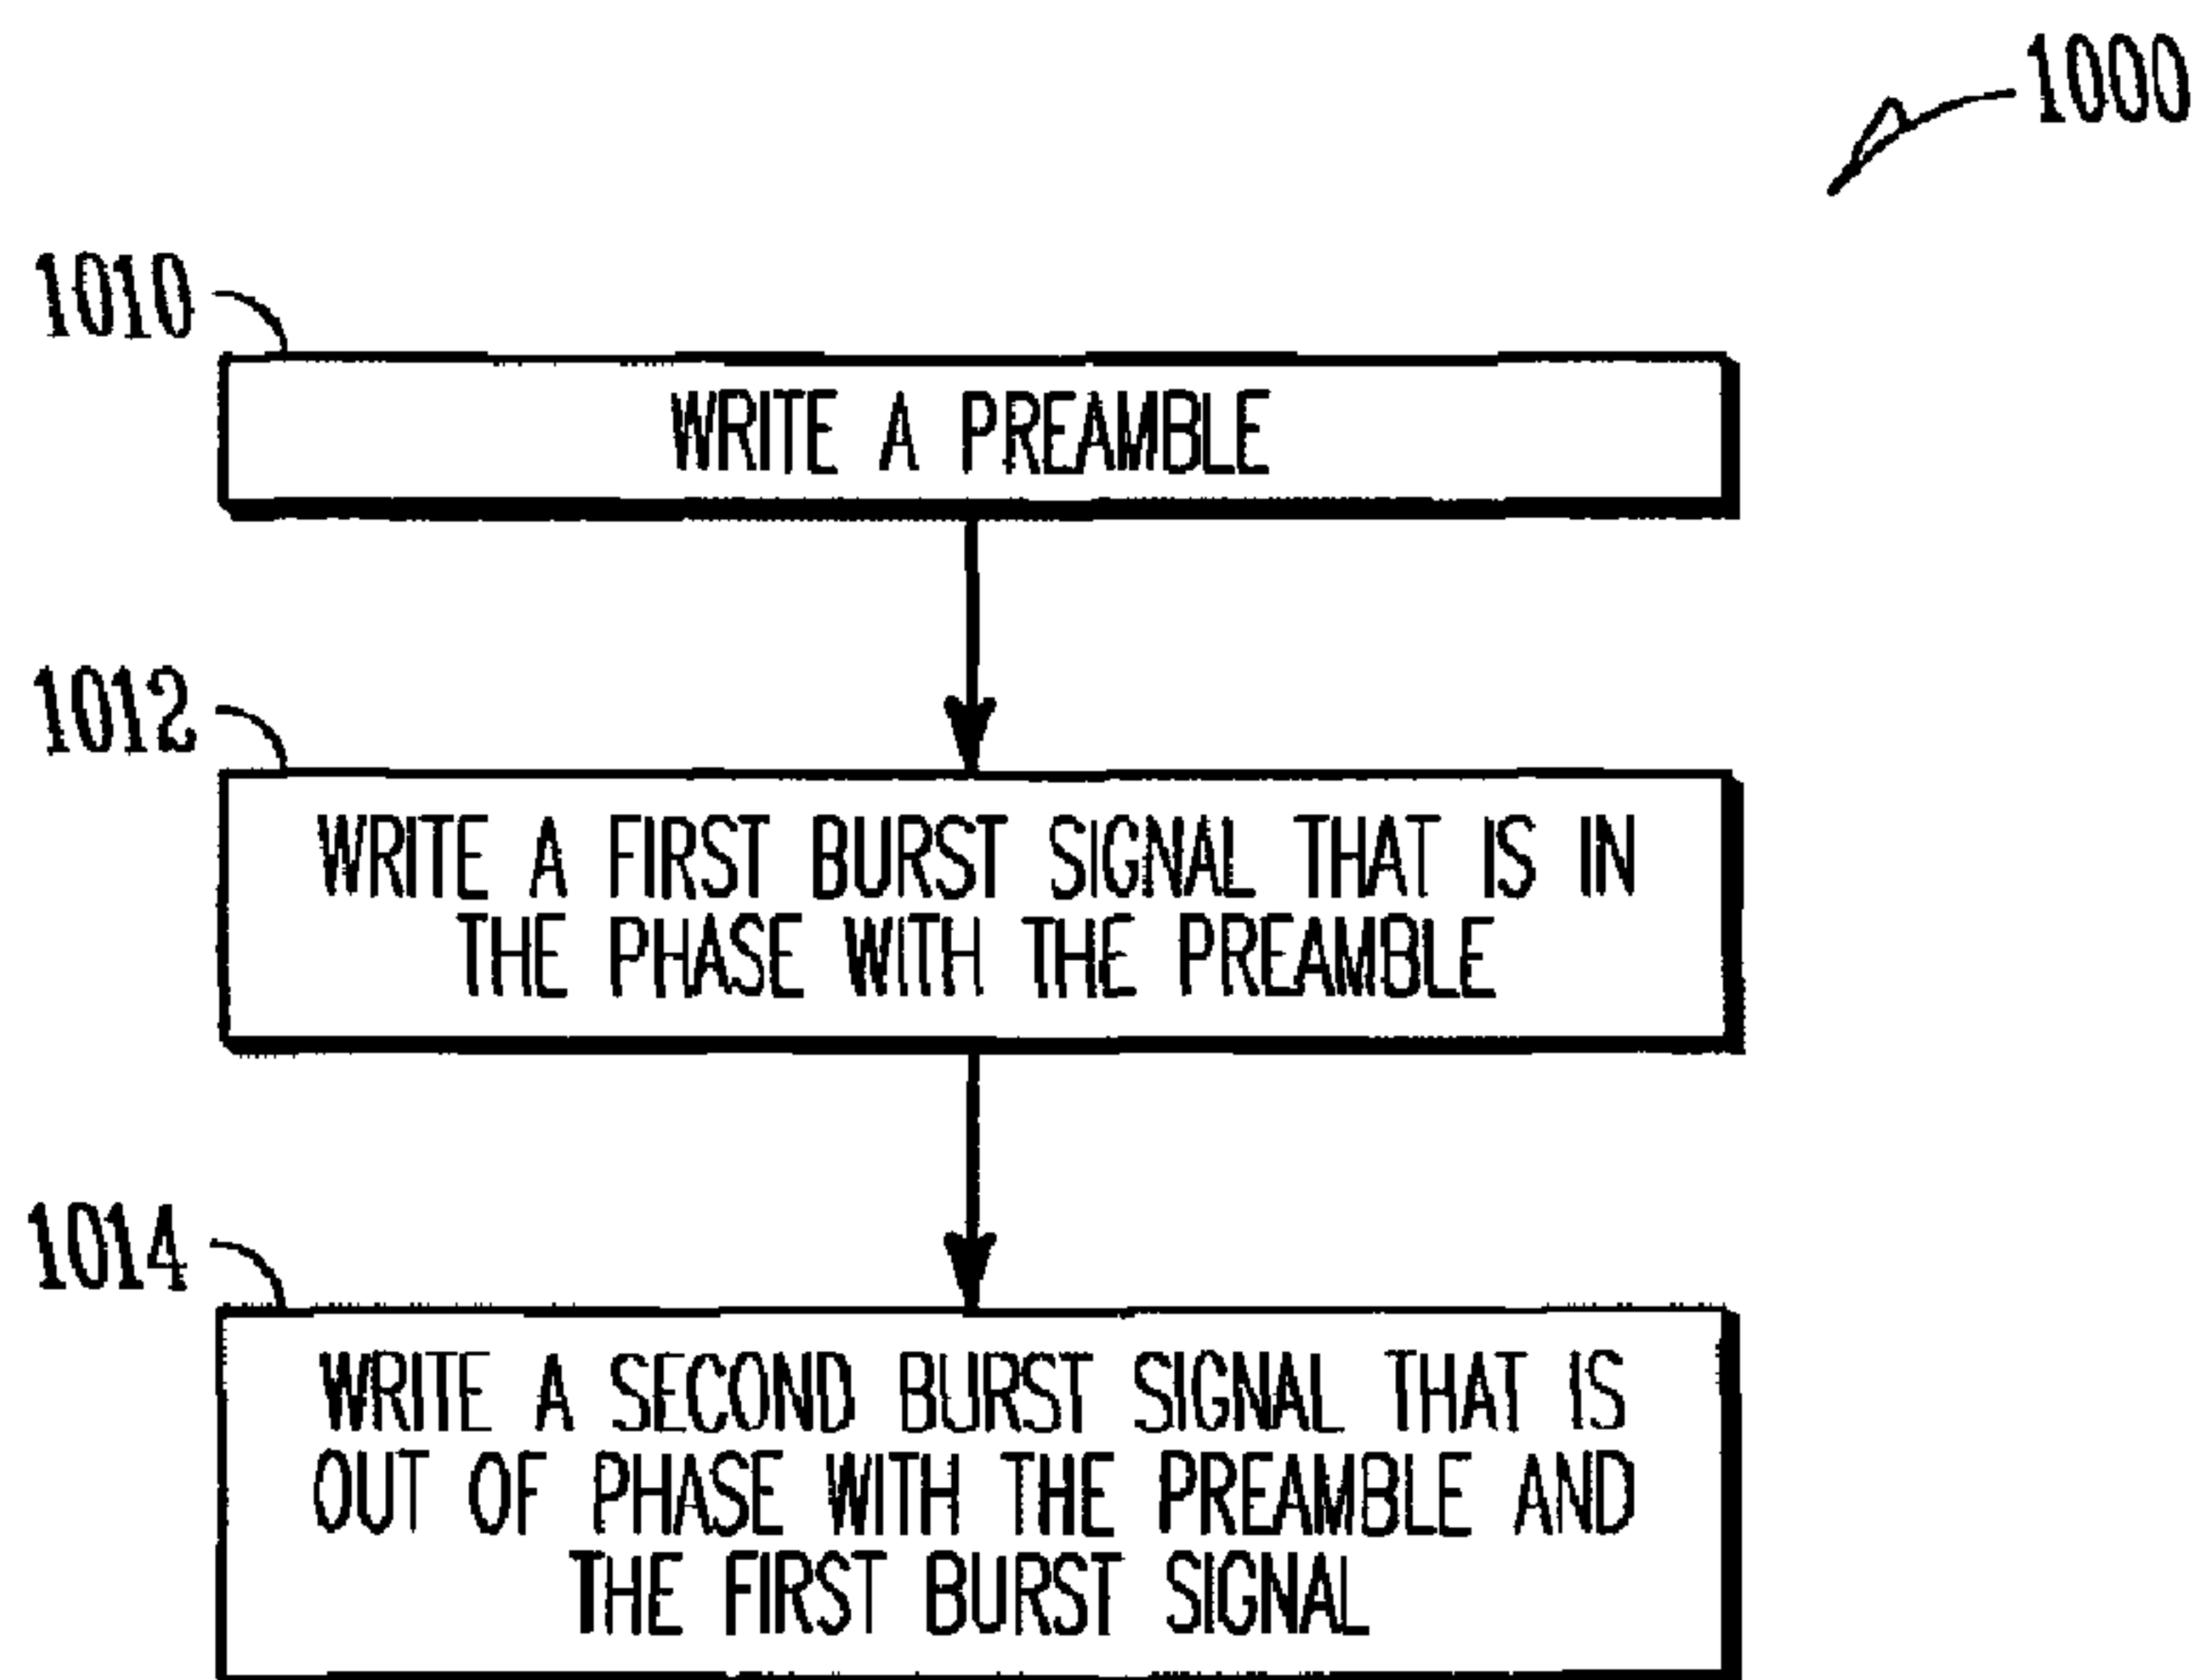 1000
1010
WRITE A PREAMBLE
1012
WRITE A FIRST BURST SIGNAL THAT IS IN
THE PHASE WITH THE PREAMBLE
1014
WRITE A SECOND BURST SIGNAL THAT IS
OUT OF PHASE WITH THE PREAMBLE AND
THE FIRST BURST SIGNAL